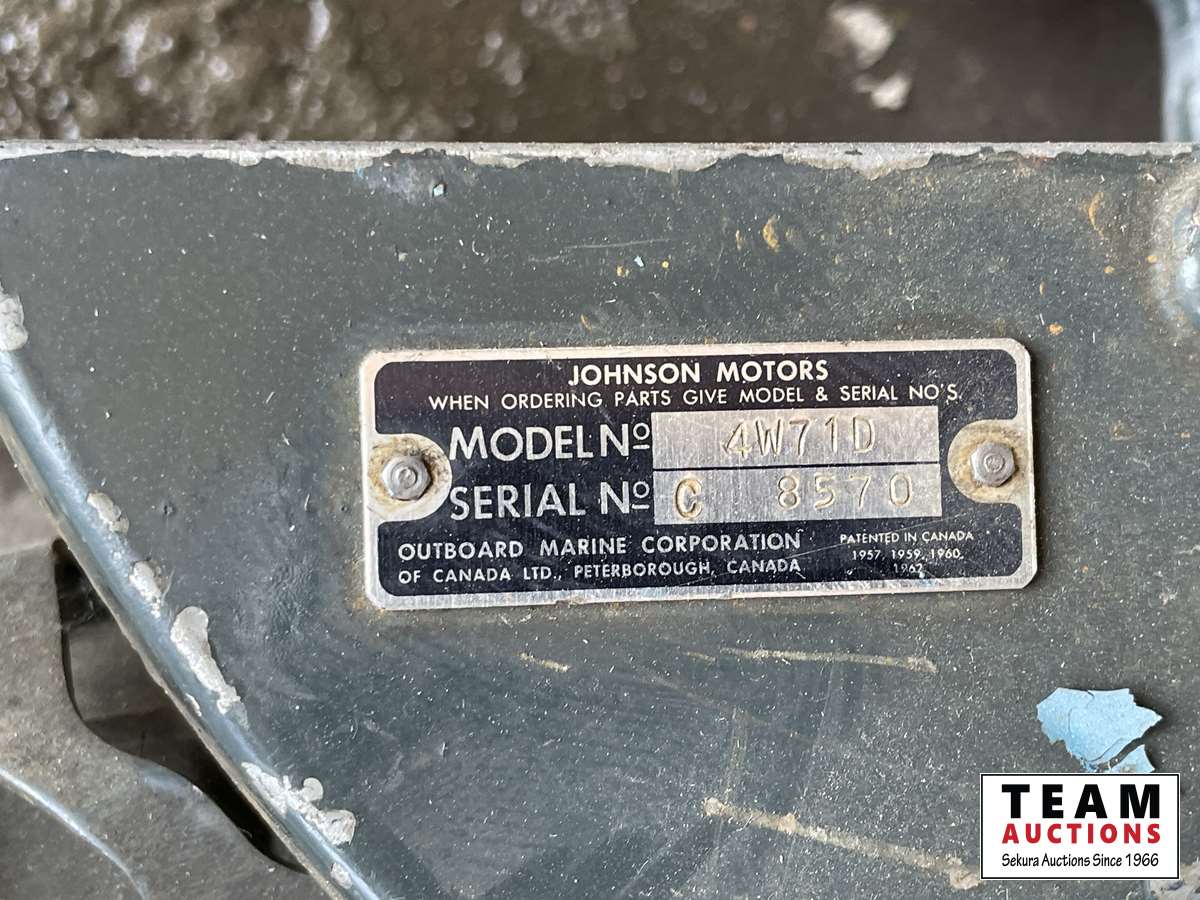 JOHNSON MOTORS
WHEN ORDERING PARTS GIVE MODEL & SERIAL NO'S.
MODEL Nº 4W71D
SERIAL Nº C 8570
OUTBOARD MARINE CORPORATION
OF CANADA LTD., PETERBOROUGH, CANADA
PATENTED IN CANADA
1957, 1959, 1960,
1962
TEAM
AUCTIONS
Sekura Auctions Since 1966